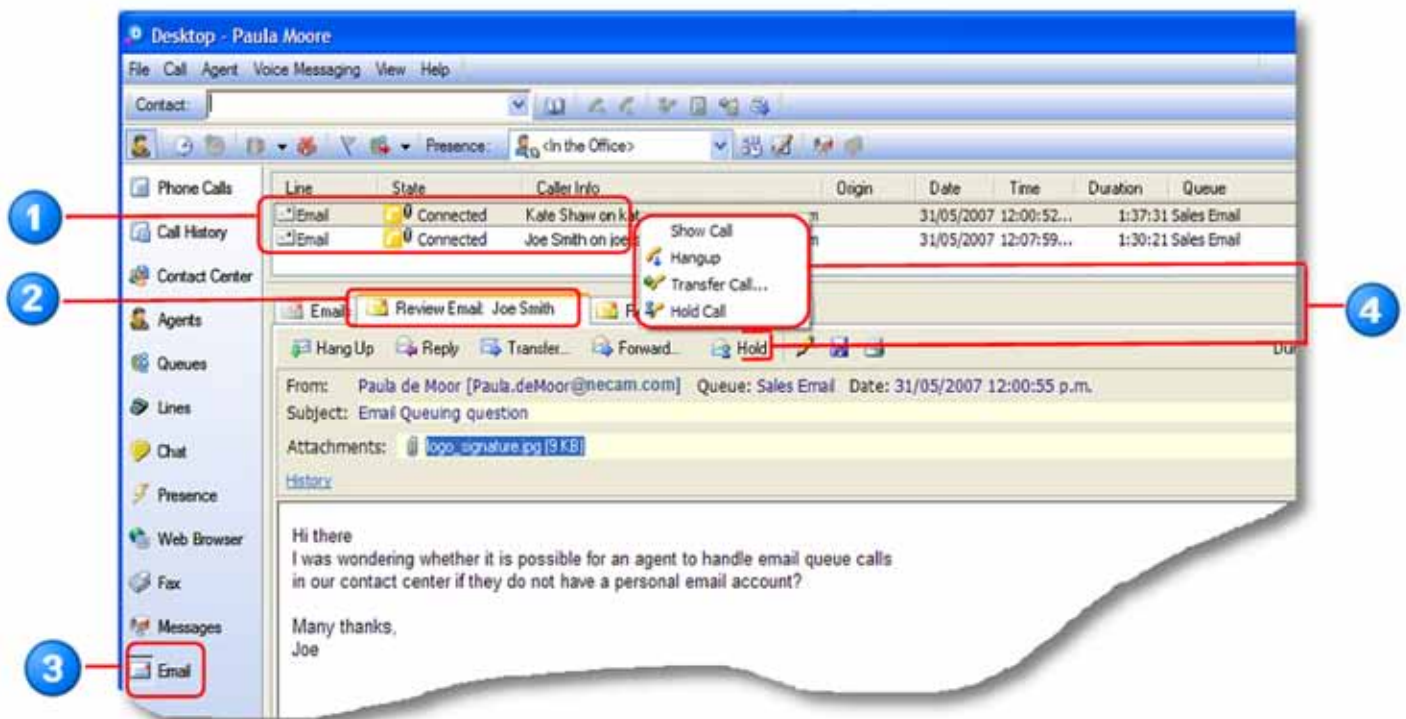 Desktop - Paula Moore
File Call Agent Voice Messaging View Help
Contact:
Presence: <In the Office>
Phone Calls
Call History
Contact Center
Agents
Queues
Lines
Chat
Presence
Web Browser
Fax
Messages
Email
1
2
3
4
Line State Caller Info Origin Date Time Duration Queue
Email Connected Kate Shaw on 31/05/2007 12:00:52... 1:37:31 Sales Email
Email Connected Joe Smith on 31/05/2007 12:07:59... 1:30:21 Sales Email
Show Call
Hangup
Transfer Call...
Hold Call
Email Review Email: Joe Smith
Hang Up Reply Transfer... Forward... Hold
From: Paula de Moor [Paula.deMoor@necam.com] Queue: Sales Email Date: 31/05/2007 12:00:55 p.m.
Subject: Email Queuing question
Attachments: logo_signature.jpg (9 KB)
History
Hi there
I was wondering whether it is possible for an agent to handle email queue calls
in our contact center if they do not have a personal email account?
Many thanks,
Joe